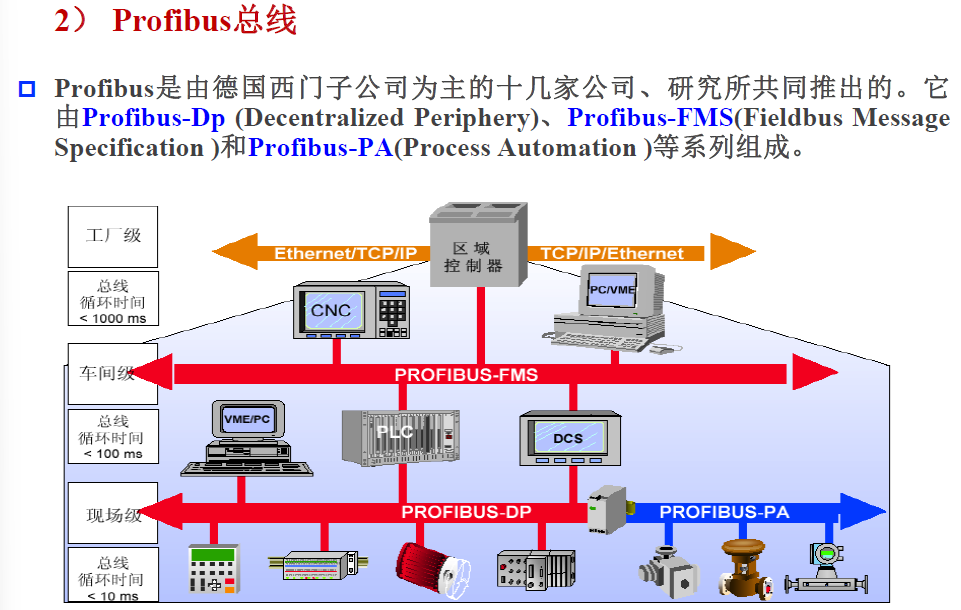 2） Profibus总线
Profibus是由德国西门子公司为主的十几家公司、研究所共同推出的。它
由Profibus-Dp (Decentralized Periphery)、Profibus-FMS(Fieldbus Message
Specification )和Profibus-PA(Process Automation )等系列组成。
工厂级
Ethernet/TCP/IP
区域
控制器
TCP/IP/Ethernet
总线
循环时间
< 1000 ms
CNC
PC/VME
车间级
PROFIBUS-FMS
总线
循环时间
< 100 ms
VME/PC
PLC
DCS
现场级
PROFIBUS-DP
PROFIBUS-PA
总线
循环时间
< 10 ms